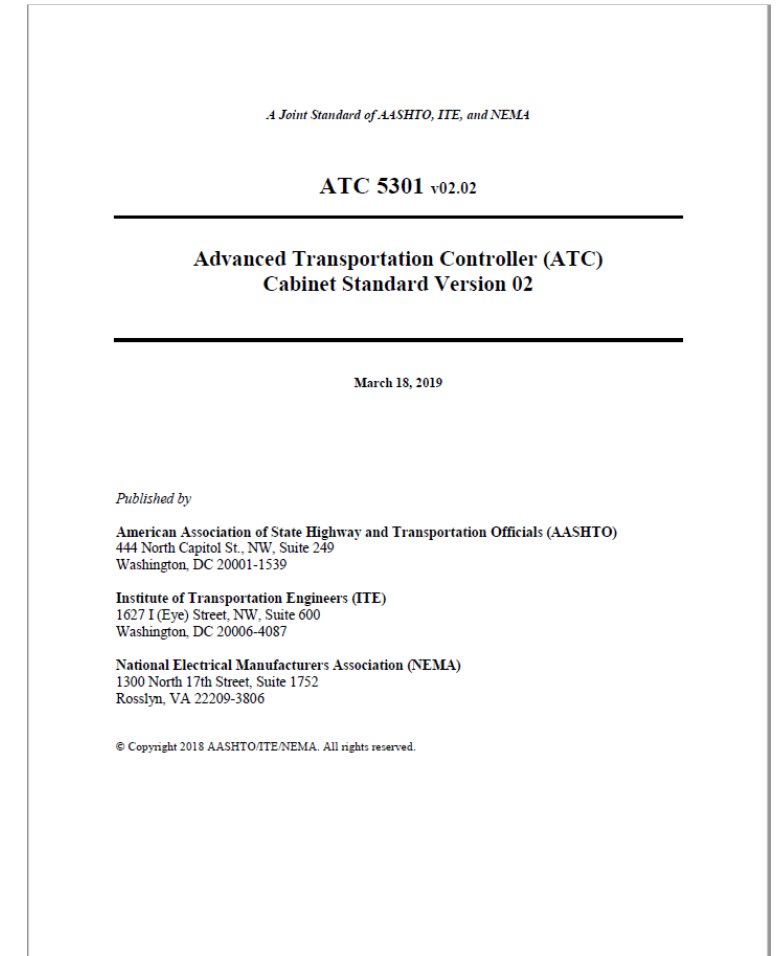 A Joint Standard of AASHTO, ITE, and NEMA
ATC 5301 v02.02
Advanced Transportation Controller (ATC)
Cabinet Standard Version 02
March 18, 2019
Published by
American Association of State Highway and Transportation Officials (AASHTO)
444 North Capitol St., NW, Suite 249
Washington, DC 20001-1539
Institute of Transportation Engineers (ITE)
1627 I (Eye) Street, NW, Suite 600
Washington, DC 20006-4087
National Electrical Manufacturers Association (NEMA)
1300 North 17th Street, Suite 1752
Rosslyn, VA 22209-3806
© Copyright 2018 AASHTO/ITE/NEMA. All rights reserved.